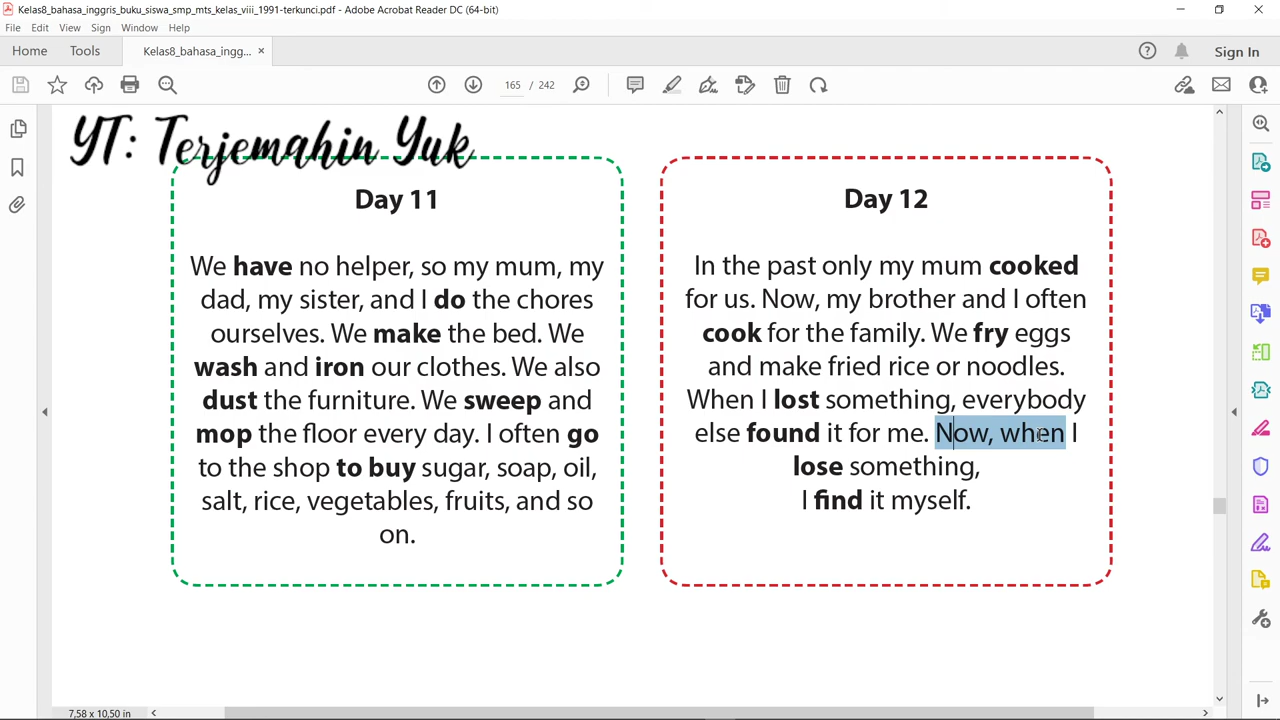 Kelas8_bahasa_inggris_buku_siswa_smp_mts_kelas_viii_1991-terkunci.pdf - Adobe Acrobat Reader DC (64-bit)
File Edit View Sign Window Help
Home Tools Kelas8_bahasa_ingg... × Sign In
165 / 242
YT: Terjemahin Yuk
Day 11
We have no helper, so my mum, my
dad, my sister, and I do the chores
ourselves. We make the bed. We
wash and iron our clothes. We also
dust the furniture. We sweep and
mop the floor every day. I often go
to the shop to buy sugar, soap, oil,
salt, rice, vegetables, fruits, and so
on.
Day 12
In the past only my mum cooked
for us. Now, my brother and I often
cook for the family. We fry eggs
and make fried rice or noodles.
When I lost something, everybody
else found it for me. Now, when I
lose something,
I find it myself.
7,58 x 10,50 in